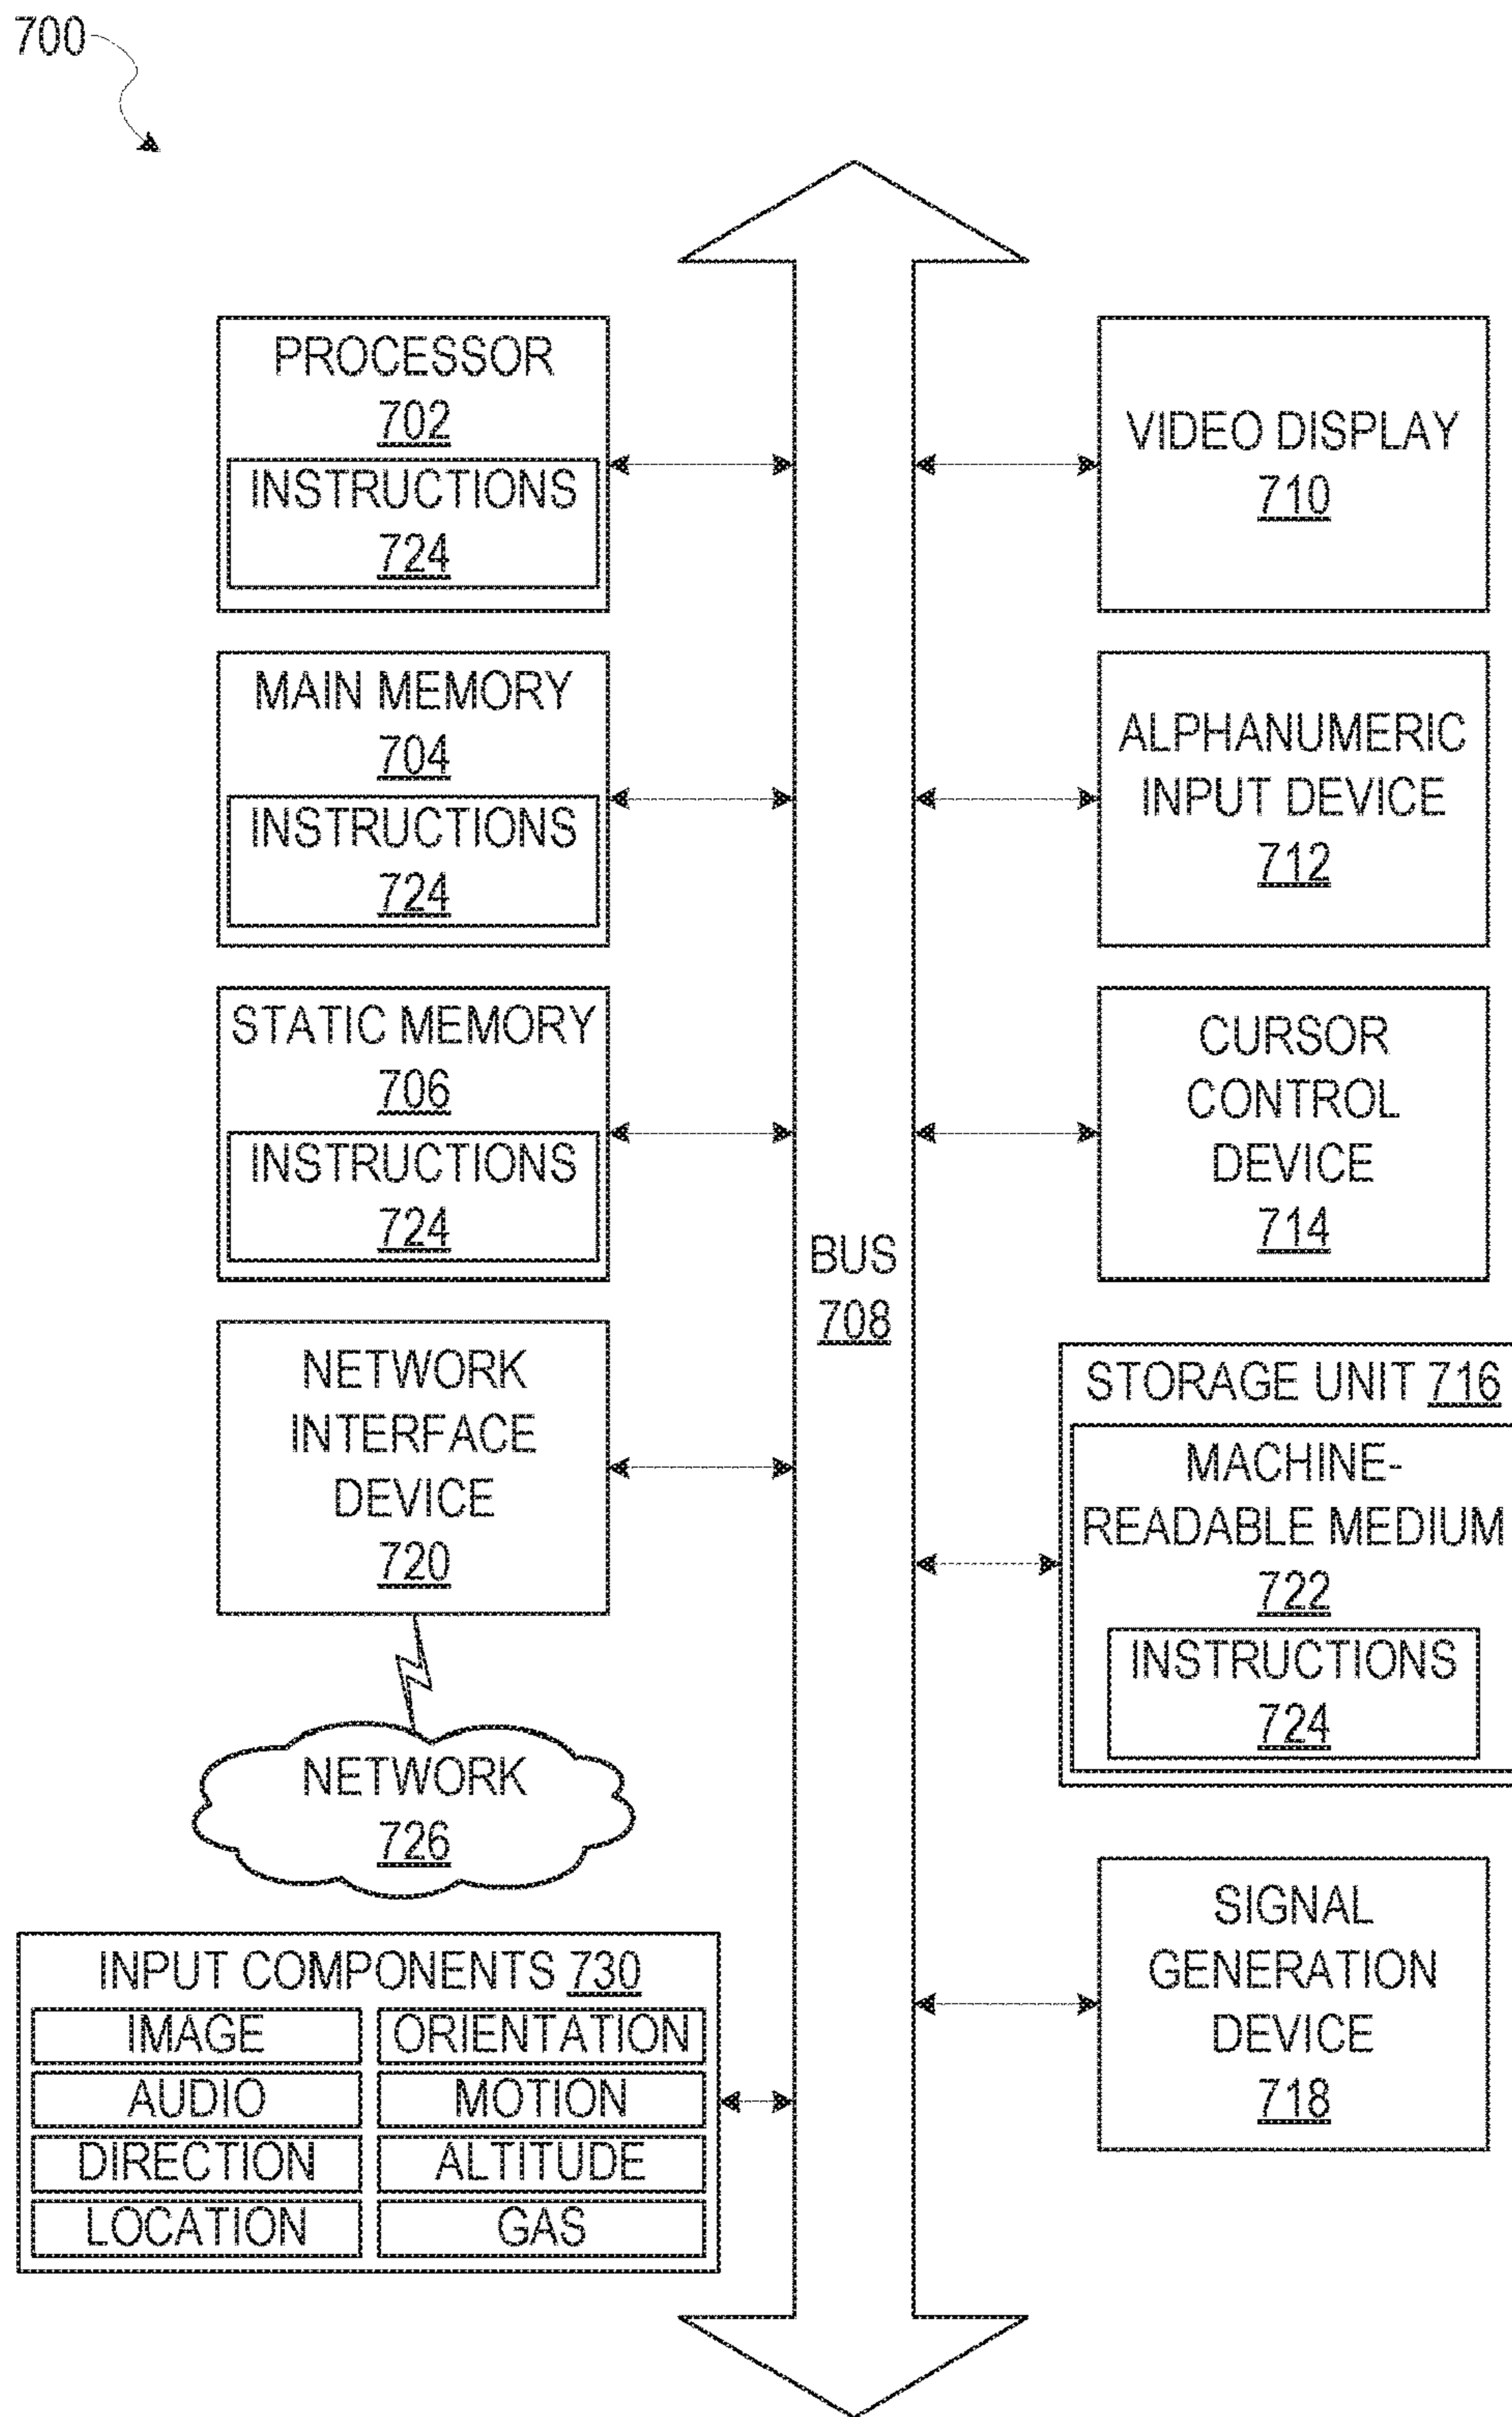 700
PROCESSOR
702
INSTRUCTIONS
724
MAIN MEMORY
704
INSTRUCTIONS
724
STATIC MEMORY
706
INSTRUCTIONS
724
NETWORK
INTERFACE
DEVICE
720
NETWORK
726
INPUT COMPONENTS 730
IMAGE
ORIENTATION
AUDIO
MOTION
DIRECTION
ALTITUDE
LOCATION
GAS
BUS
708
VIDEO DISPLAY
710
ALPHANUMERIC
INPUT DEVICE
712
CURSOR
CONTROL
DEVICE
714
STORAGE UNIT 716
MACHINE-
READABLE MEDIUM
722
INSTRUCTIONS
724
SIGNAL
GENERATION
DEVICE
718